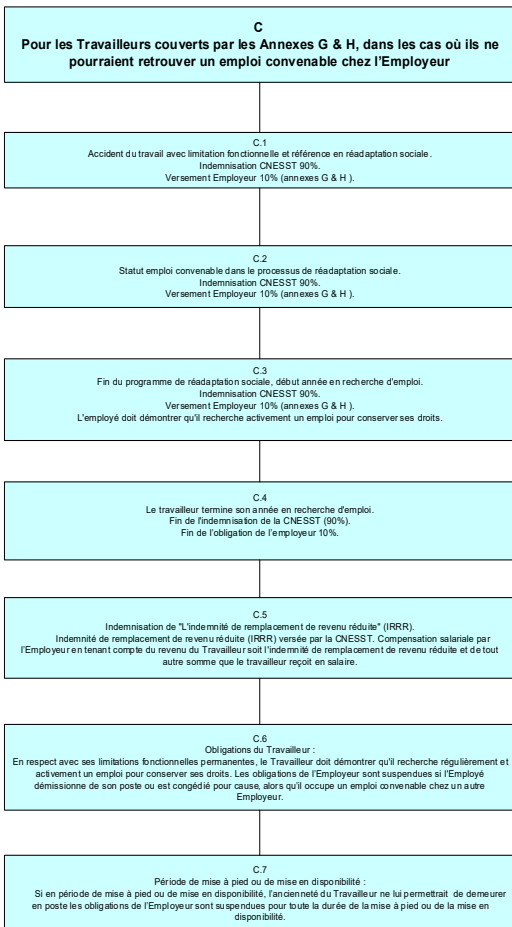 C
Pour les Travailleurs couverts par les Annexes G & H, dans les cas où ils ne
pourraient retrouver un emploi convenable chez l'Employeur
C.1
Accident du travail avec limitation fonctionnelle et référence en réadaptation sociale.
Indemnisation CNESST 90%.
Versement Employeur 10% (annexes G & H ).
C.2
Statut emploi convenable dans le processus de réadaptation sociale.
Indemnisation CNESST 90%.
Versement Employeur 10% (annexes G & H ).
C.3
Fin du programme de réadaptation sociale, début année en recherche d'emploi.
Indemnisation CNESST 90%.
Versement Employeur 10% (annexes G & H ).
L'employé doit démontrer qu'il recherche activement un emploi pour conserver ses droits.
C.4
Le travailleur termine son année en recherche d'emploi.
Fin de l'indemnisation de la CNESST (90%).
Fin de l'obligation de l'employeur 10%.
C.5
Indemnisation de "L'indemnité de remplacement de revenu réduite" (IRRR).
Indemnité de remplacement de revenu réduite (IRRR) versée par la CNESST. Compensation salariale par
l'Employeur en tenant compte du revenu du Travailleur soit l'indemnité de remplacement de revenu réduite et de tout
autre somme que le travailleur reçoit en salaire.
C.6
Obligations du Travailleur :
En respect avec ses limitations fonctionnelles permanentes, le Travailleur doit démontrer qu'il recherche régulièrement et
activement un emploi pour conserver ses droits. Les obligations de l'Employeur sont suspendues si l'Employé
démissionne de son poste ou est congédié pour cause, alors qu'il occupe un emploi convenable chez un autre
Employeur.
C.7
Période de mise à pied ou de mise en disponibilité :
Si en période de mise à pied ou de mise en disponibilité, l'ancienneté du Travailleur ne lui permettrait de demeurer
en poste les obligations de l'Employeur sont suspendues pour toute la durée de la mise à pied ou de la mise en
disponibilité.